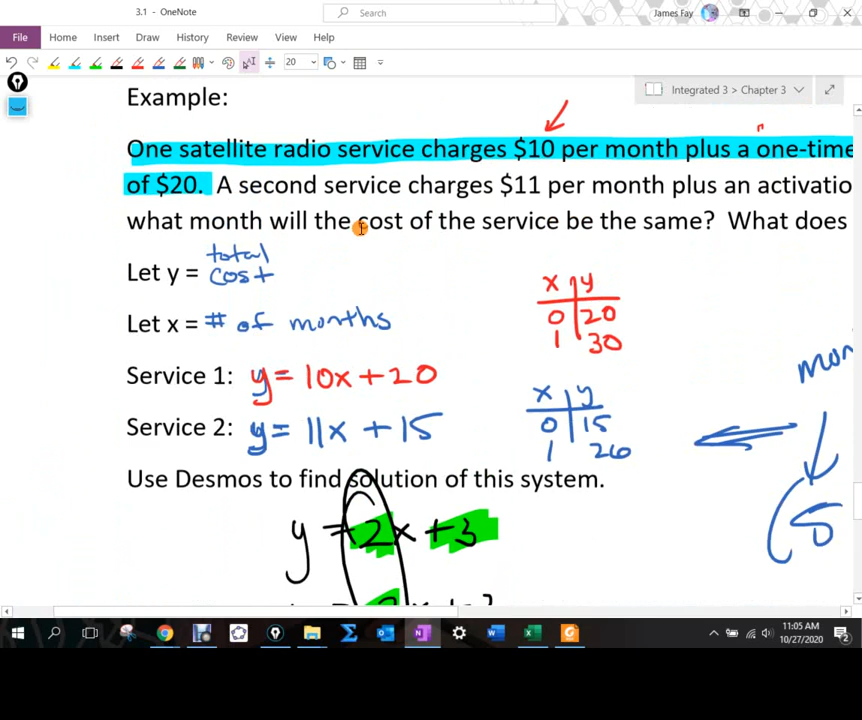 3.1 - OneNote
Search
James Fay
File Home Insert Draw History Review View Help
20
Integrated 3 > Chapter 3
Example:
One satellite radio service charges $10 per month plus a one-time
of $20. A second service charges $11 per month plus an activatio
what month will the cost of the service be the same? What does
Let y = total cost
Let x = # of months
x y
0 20
1 30
Service 1: y = 10x + 20
Service 2: y = 11x + 15
x y
0 15
1 26
mon
(5
Use Desmos to find solution of this system.
y = 2x + 3
11:05 AM
10/27/2020
2